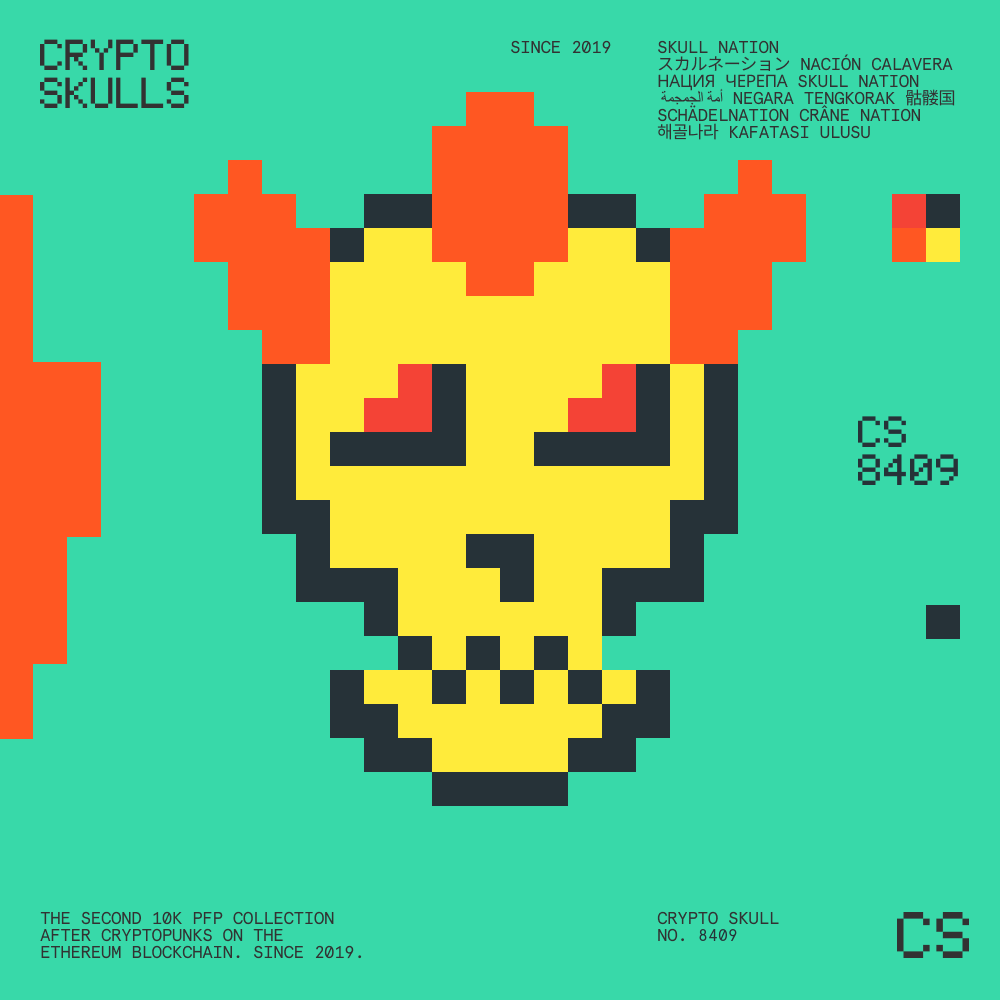 CRYPTO
SKULLS
SINCE 2019
SKULL NATION
スカルネーション NACIÓN CALAVERA
НАЦИЯ ЧЕРЕПА SKULL NATION
أمة الجمجمة NEGARA TENGKORAK 骷髅国
SCHÄDELNATION CRÂNE NATION
해골나라 KAFATASI ULUSU
CS
8409
THE SECOND 10K PFP COLLECTION
AFTER CRYPTOPUNKS ON THE
ETHEREUM BLOCKCHAIN. SINCE 2019.
CRYPTO SKULL
NO. 8409
CS